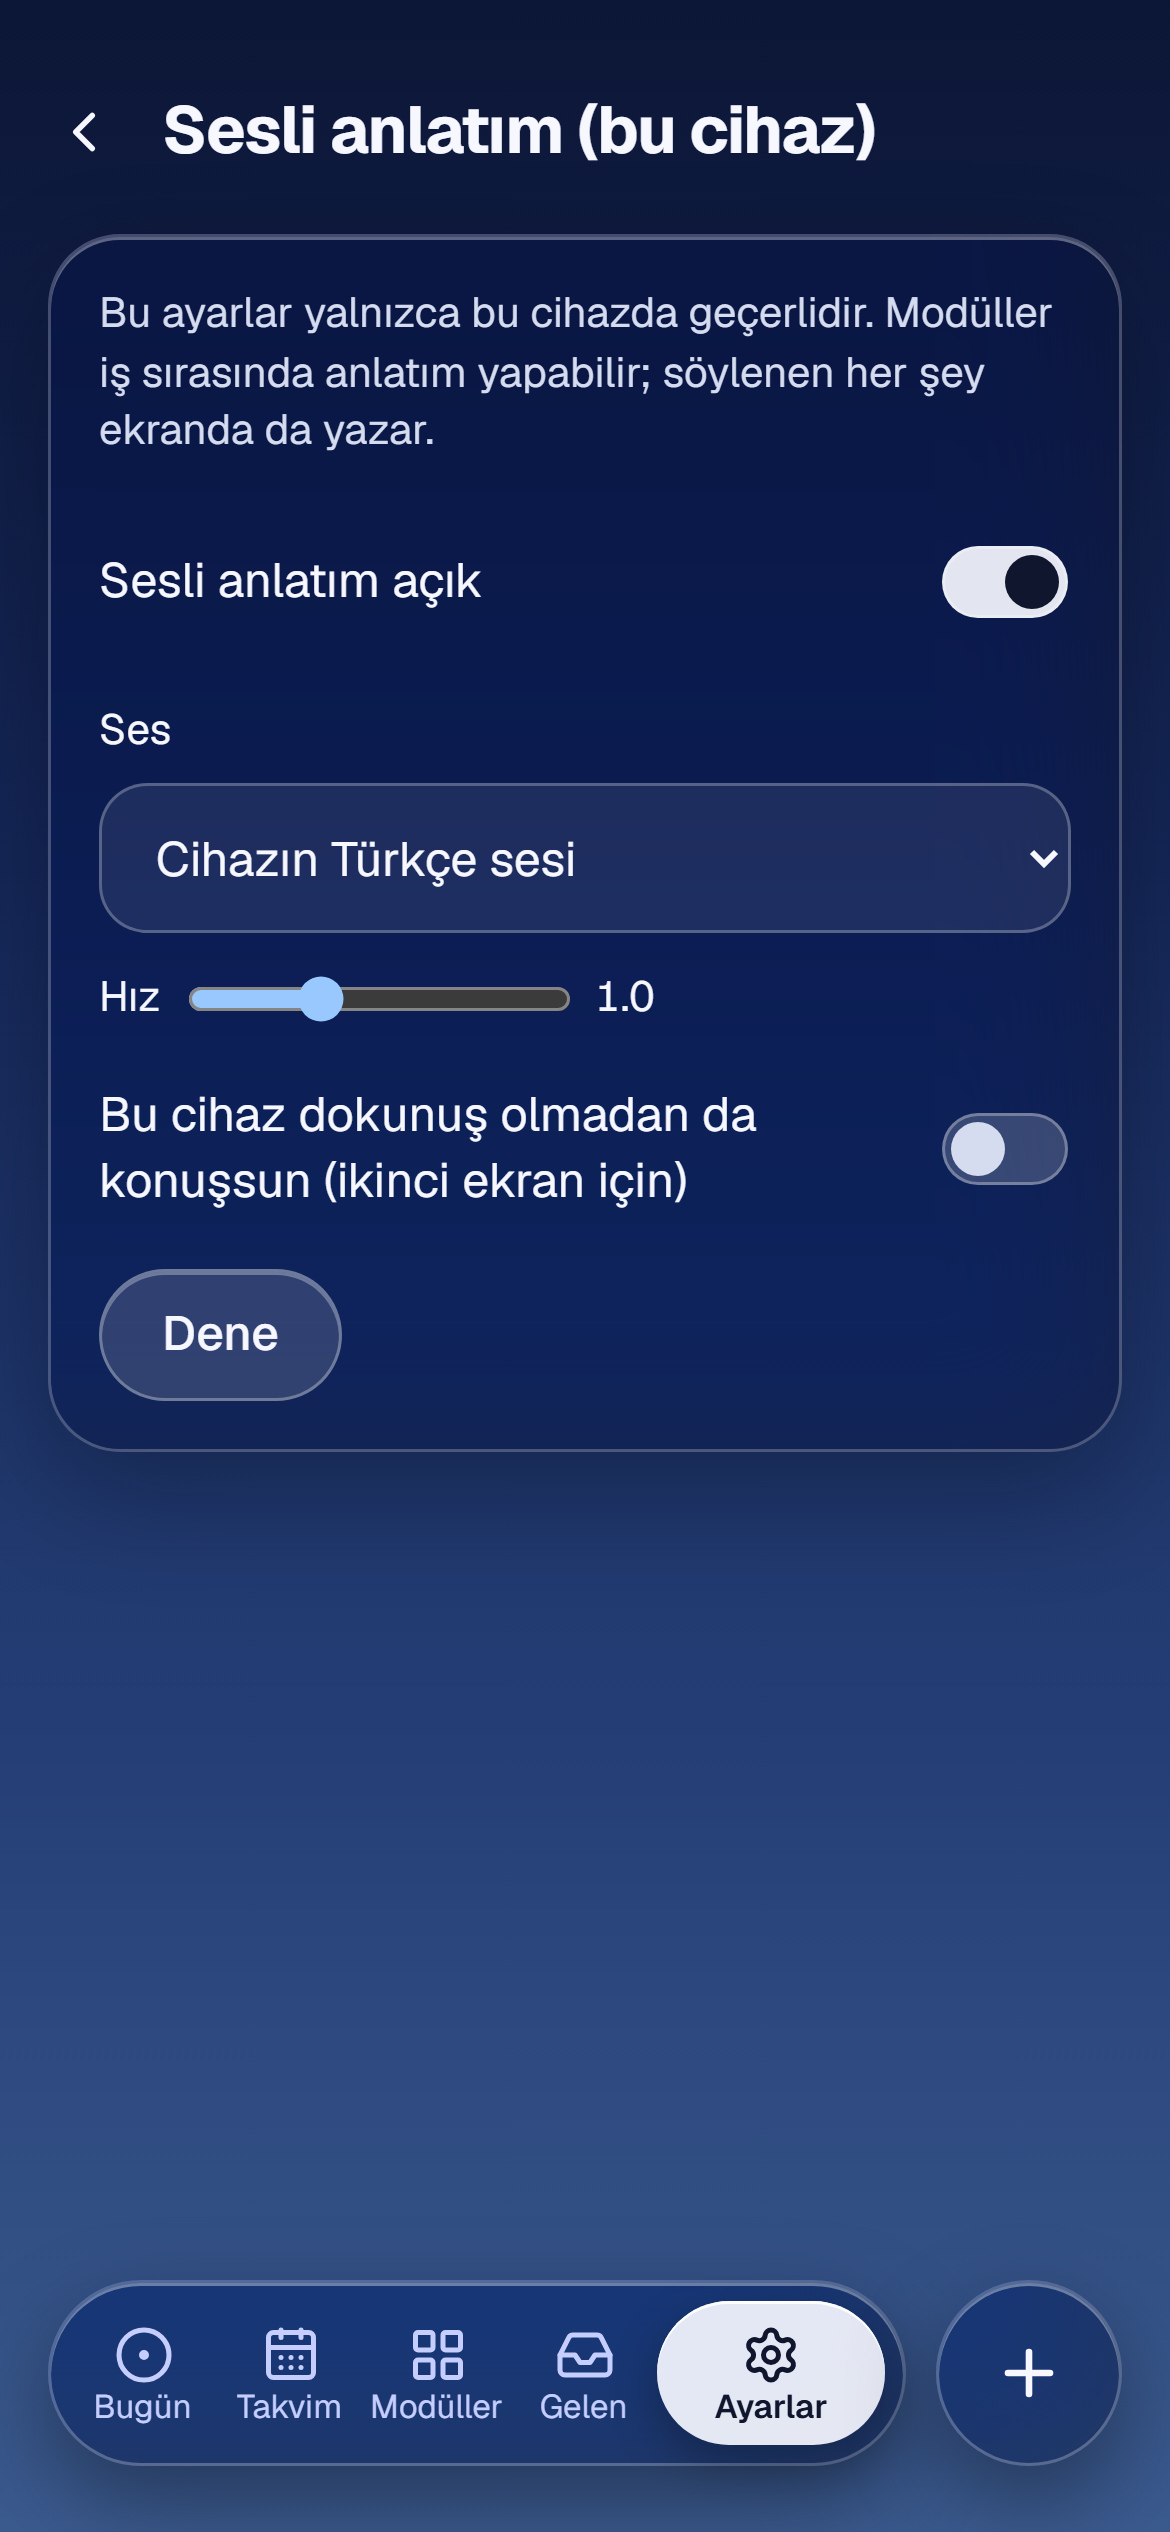 Sesli anlatım (bu cihaz)
Bu ayarlar yalnızca bu cihazda geçerlidir. Modüller
iş sırasında anlatım yapabilir; söylenen her şey
ekranda da yazar.
Sesli anlatım açık
Ses
Cihazın Türkçe sesi
Hız 1.0
Bu cihaz dokunuş olmadan da
konuşsun (ikinci ekran için)
Dene
Bugün Takvim Modüller Gelen Ayarlar